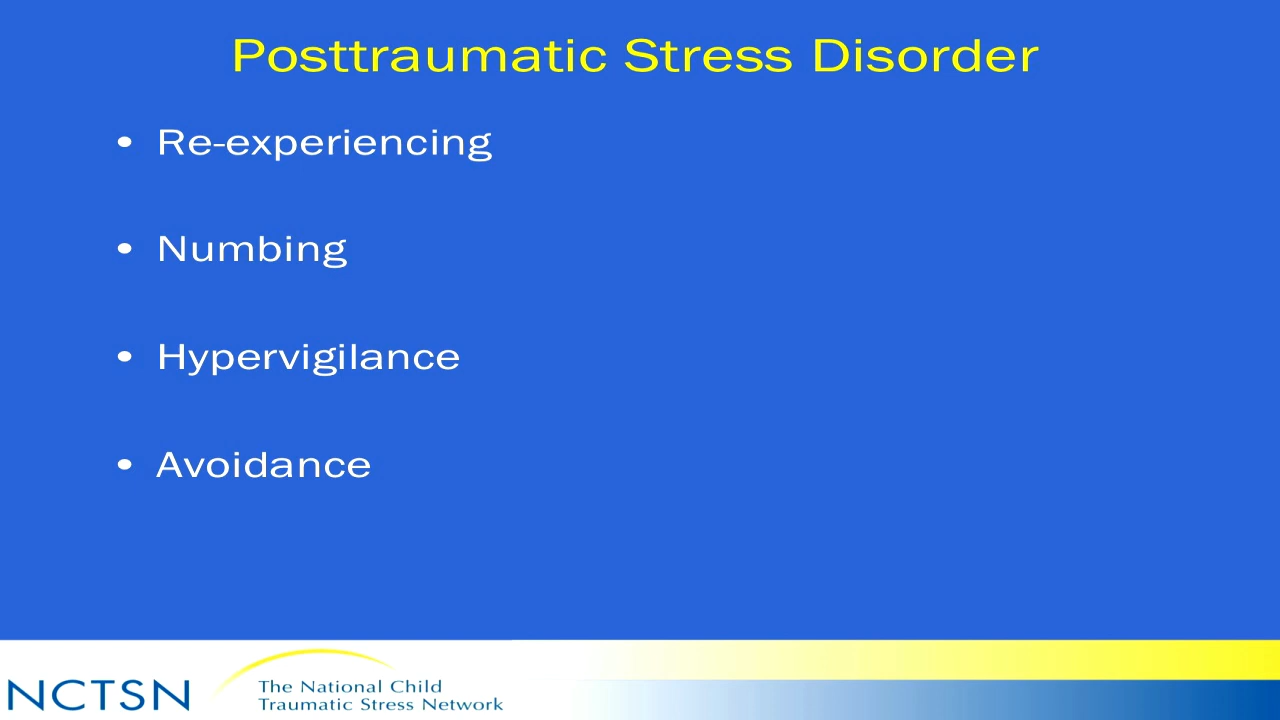 Posttraumatic Stress Disorder
• Re-experiencing
• Numbing
• Hypervigilance
• Avoidance
NCTSN
The National Child
Traumatic Stress Network